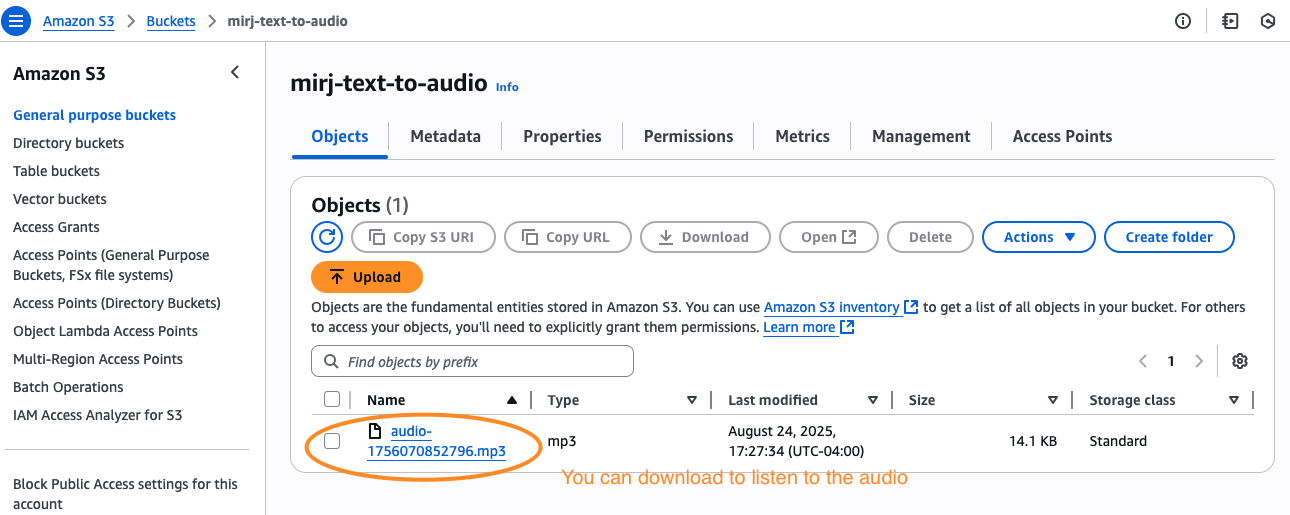 Amazon S3 > Buckets > mirj-text-to-audio
Amazon S3
General purpose buckets
Directory buckets
Table buckets
Vector buckets
Access Grants
Access Points (General Purpose
Buckets, FSx file systems)
Access Points (Directory Buckets)
Object Lambda Access Points
Multi-Region Access Points
Batch Operations
IAM Access Analyzer for S3
Block Public Access settings for this
account
mirj-text-to-audio Info
Objects Metadata Properties Permissions Metrics Management Access Points
Objects (1)
Copy S3 URI Copy URL Download Open Delete Actions Create folder
Upload
Objects are the fundamental entities stored in Amazon S3. You can use Amazon S3 inventory to get a list of all objects in your bucket. For others
to access your objects, you'll need to explicitly grant them permissions. Learn more
Find objects by prefix
1
Name Type Last modified Size Storage class
audio-
1756070852796.mp3
mp3
August 24, 2025,
17:27:34 (UTC-04:00)
14.1 KB
Standard
You can download to listen to the audio